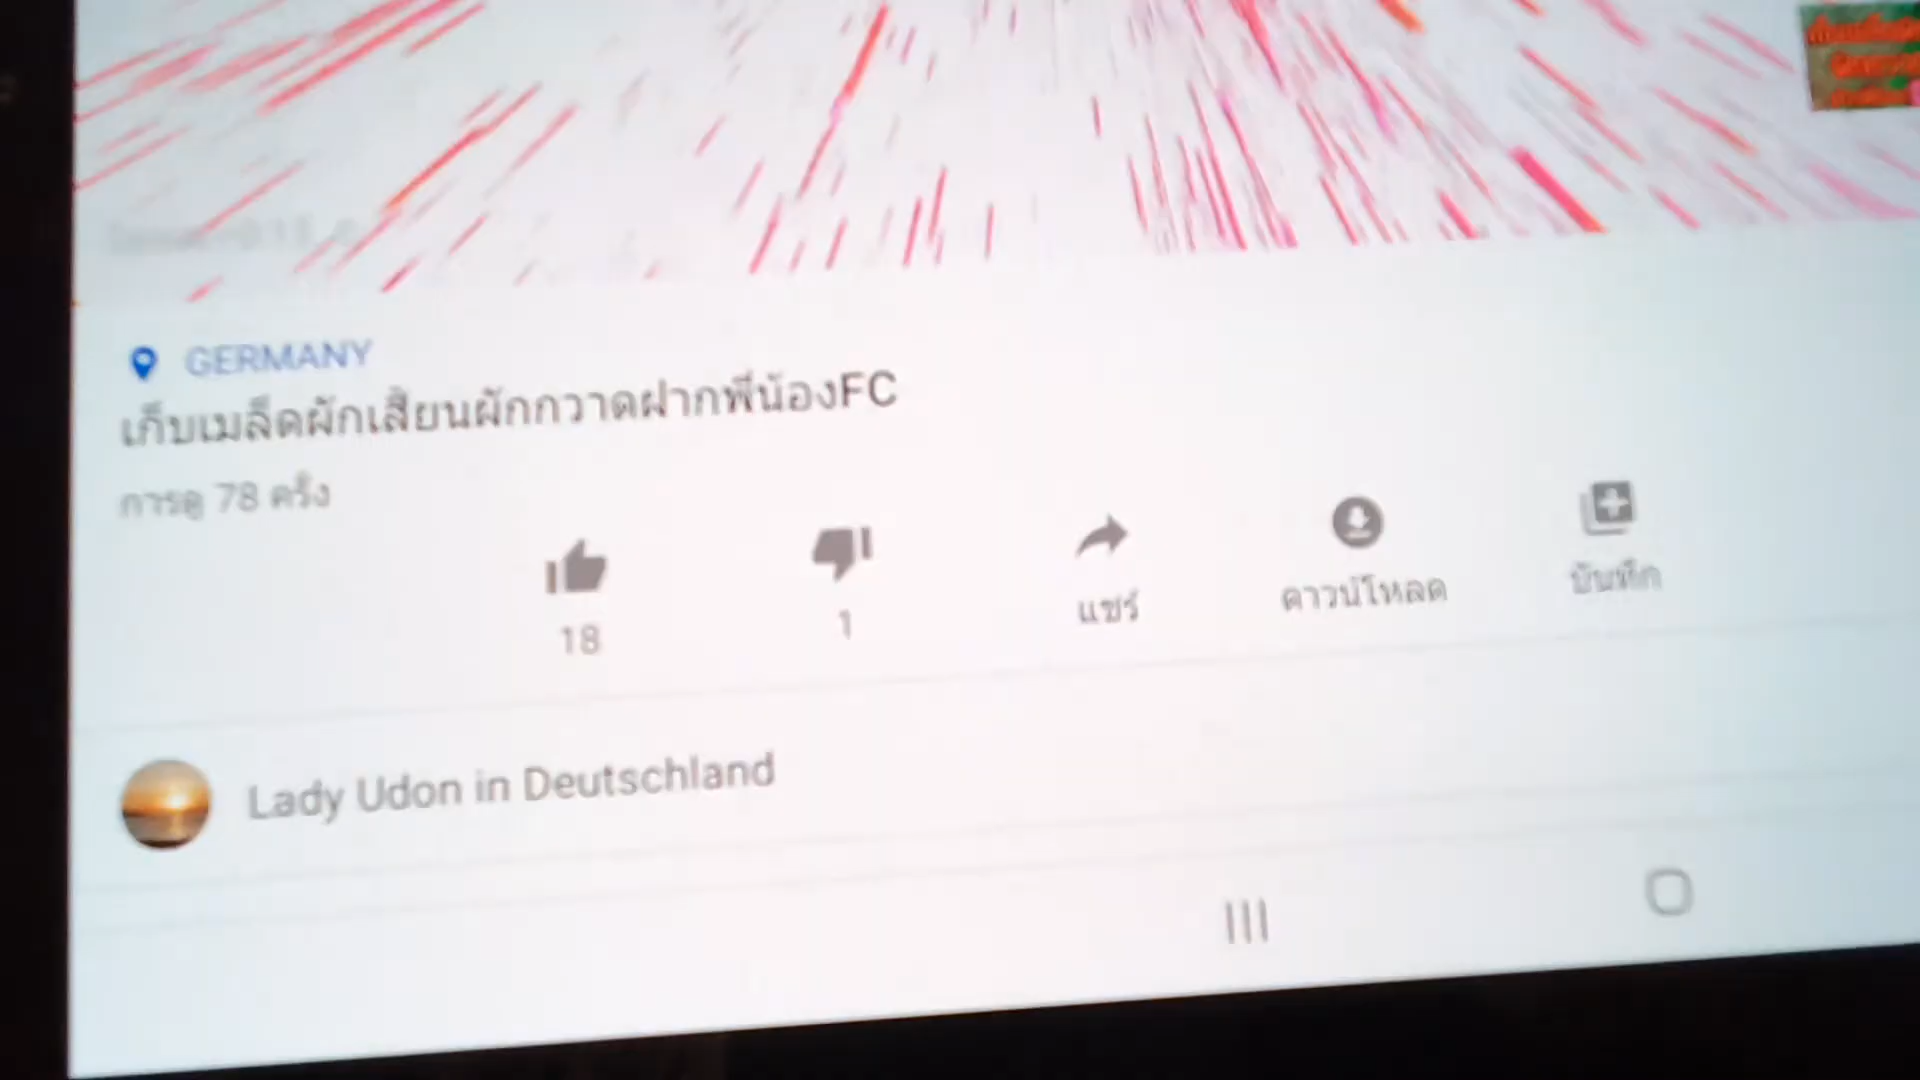 GERMANY
เก็บเมล็ดผักเสี้ยนผักกวาดฝากพี่น้องFC
การดู 78 ครั้ง
18
1
แชร์
ดาวน์โหลด
บันทึก
Lady Udon in Deutschland